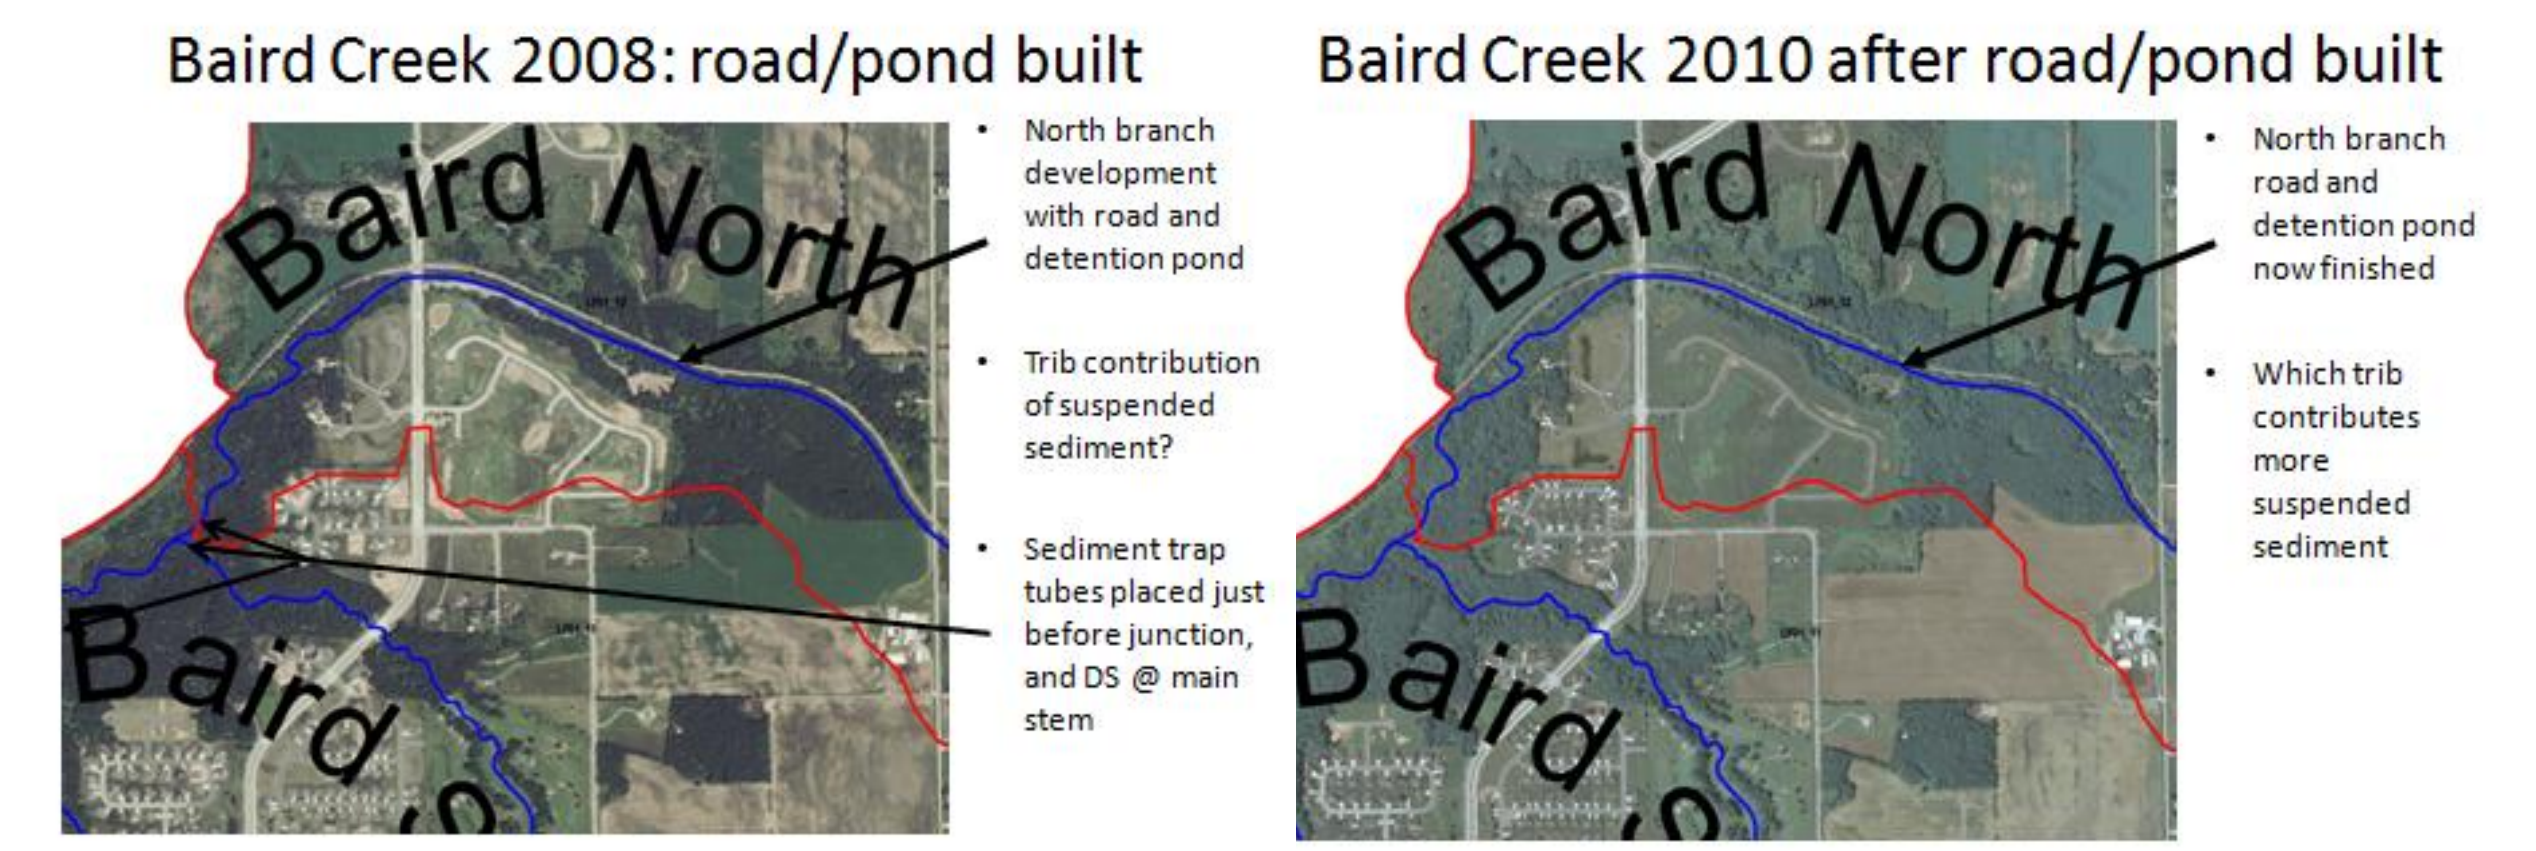 Baird Creek 2008: road/pond built
Baird North
Baird S
• North branch
development
with road and
detention pond
• Trib contribution
of suspended
sediment?
• Sediment trap
tubes placed just
before junction,
and DS @ main
stem
Baird Creek 2010 after road/pond built
Baird North
Baird S
• North branch
road and
detention pond
now finished
• Which trib
contributes
more
suspended
sediment